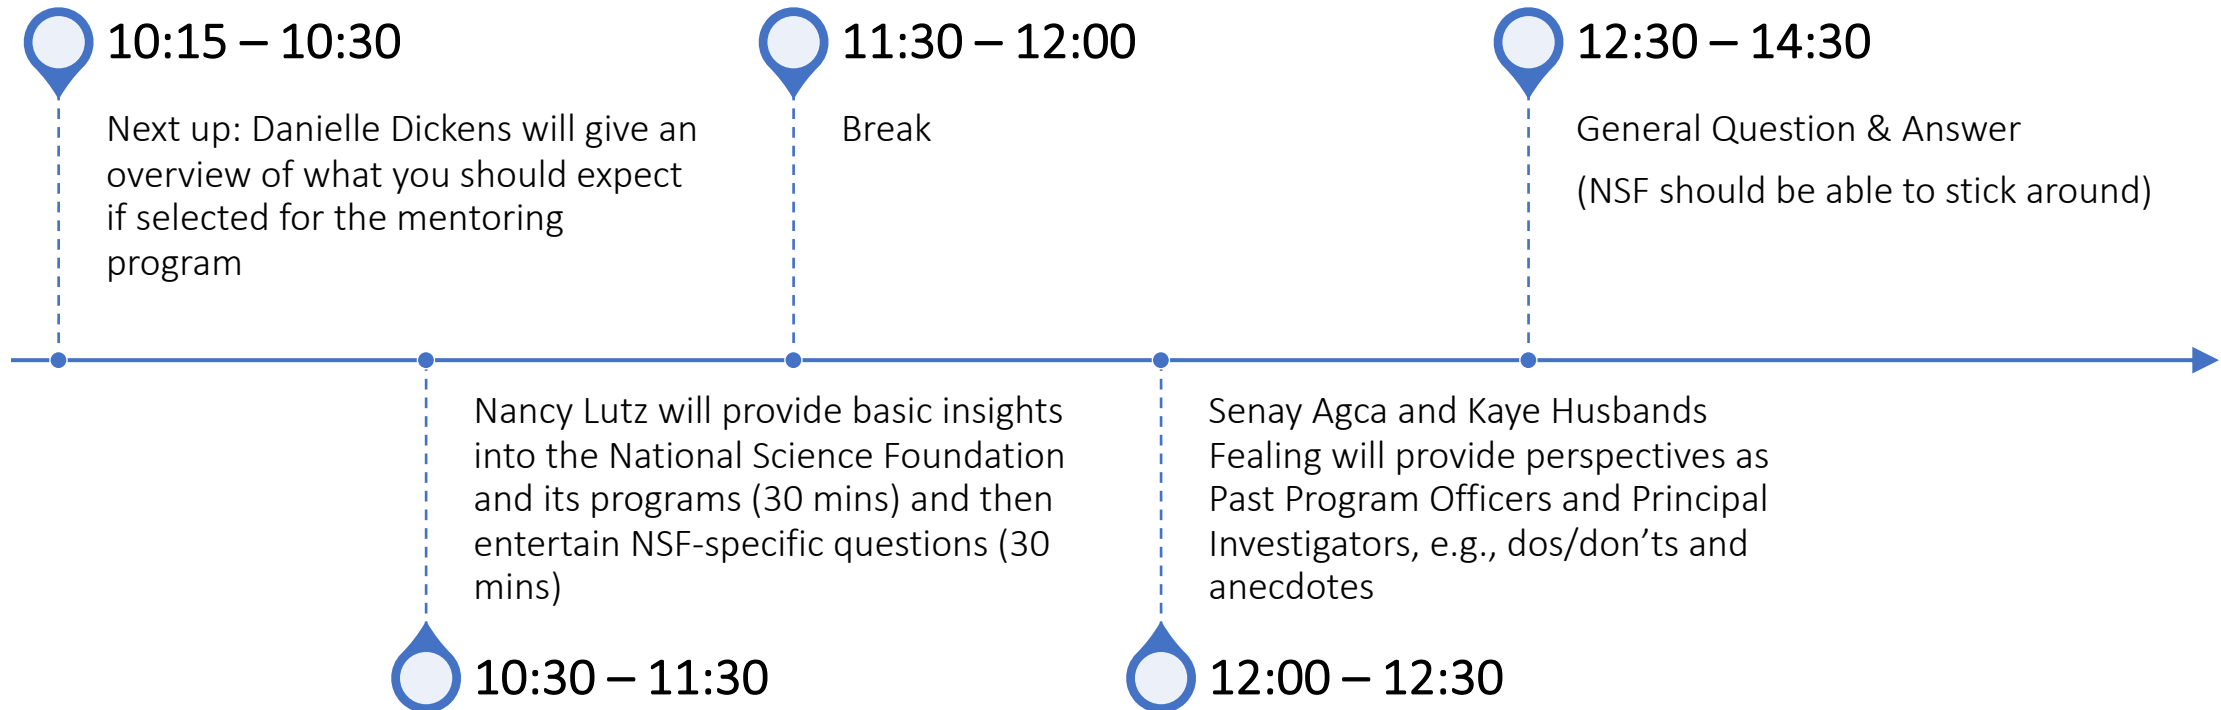 10:15 – 10:30
Next up: Danielle Dickens will give an
overview of what you should expect
if selected for the mentoring
program
10:30 – 11:30
Nancy Lutz will provide basic insights
into the National Science Foundation
and its programs (30 mins) and then
entertain NSF-specific questions (30
mins)
11:30 – 12:00
Break
12:00 – 12:30
Senay Agca and Kaye Husbands
Fealing will provide perspectives as
Past Program Officers and Principal
Investigators, e.g., dos/don’ts and
anecdotes
12:30 – 14:30
General Question & Answer
(NSF should be able to stick around)